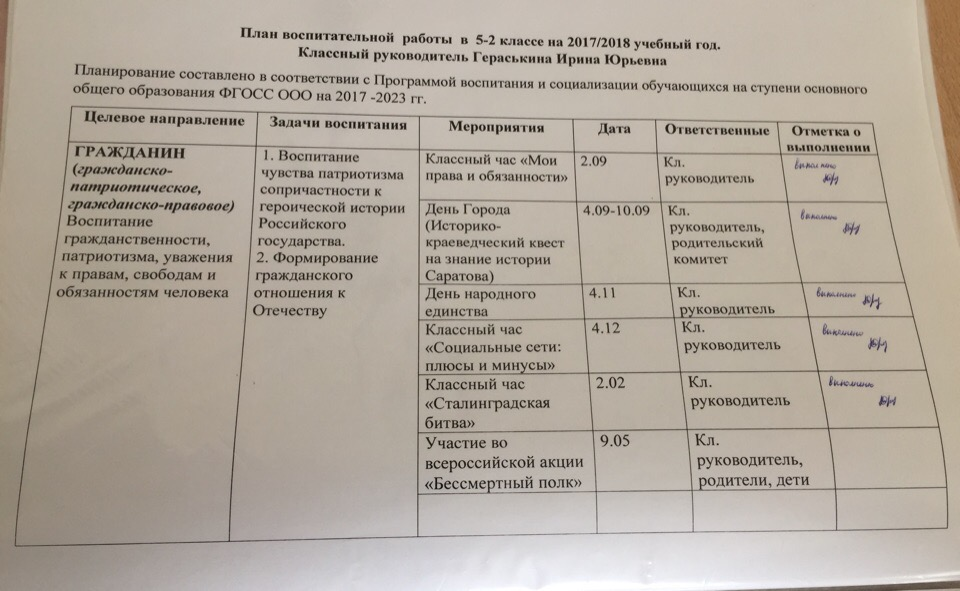 План воспитательной работы в 5-2 классе на 2017/2018 учебный год.
Классный руководитель Гераськина Ирина Юрьевна
Планирование составлено в соответствии с Программой воспитания и социализации обучающихся на ступени основного
общего образования ФГОСС ООО на 2017 -2023 гг.
Целевое направление
Задачи воспитания
Мероприятия
Дата
Ответственные
Отметка о
выполнении
ГРАЖДАНИН
(гражданско-
патриотическое,
гражданско-правовое)
Воспитание
гражданственности,
патриотизма, уважения
к правам, свободам и
обязанностям человека
1. Воспитание
чувства патриотизма
сопричастности к
героической истории
Российского
государства.
2. Формирование
гражданского
отношения к
Отечеству
Классный час «Мои
права и обязанности»
2.09
Кл.
руководитель
выполнено
День Города
(Историко-
краеведческий квест
на знание истории
Саратова)
4.09-10.09
Кл.
руководитель,
родительский
комитет
выполнено
День народного
единства
4.11
Кл.
руководитель
выполнено
Классный час
«Социальные сети:
плюсы и минусы»
4.12
Кл.
руководитель
выполнено
Классный час
«Сталинградская
битва»
2.02
Кл.
руководитель
выполнено
Участие во
всероссийской акции
«Бессмертный полк»
9.05
Кл.
руководитель,
родители, дети